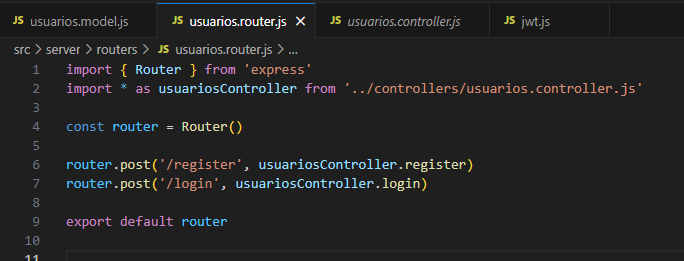 JS usuarios.model.js JS usuarios.router.js × JS usuarios.controller.js JS jwt.js
src > server > routers > JS usuarios.router.js > ...
1 import { Router } from 'express'
2 import * as usuariosController from '../controllers/usuarios.controller.js'
3
4 const router = Router()
5
6 router.post('/register', usuariosController.register)
7 router.post('/login', usuariosController.login)
8
9 export default router
10
11